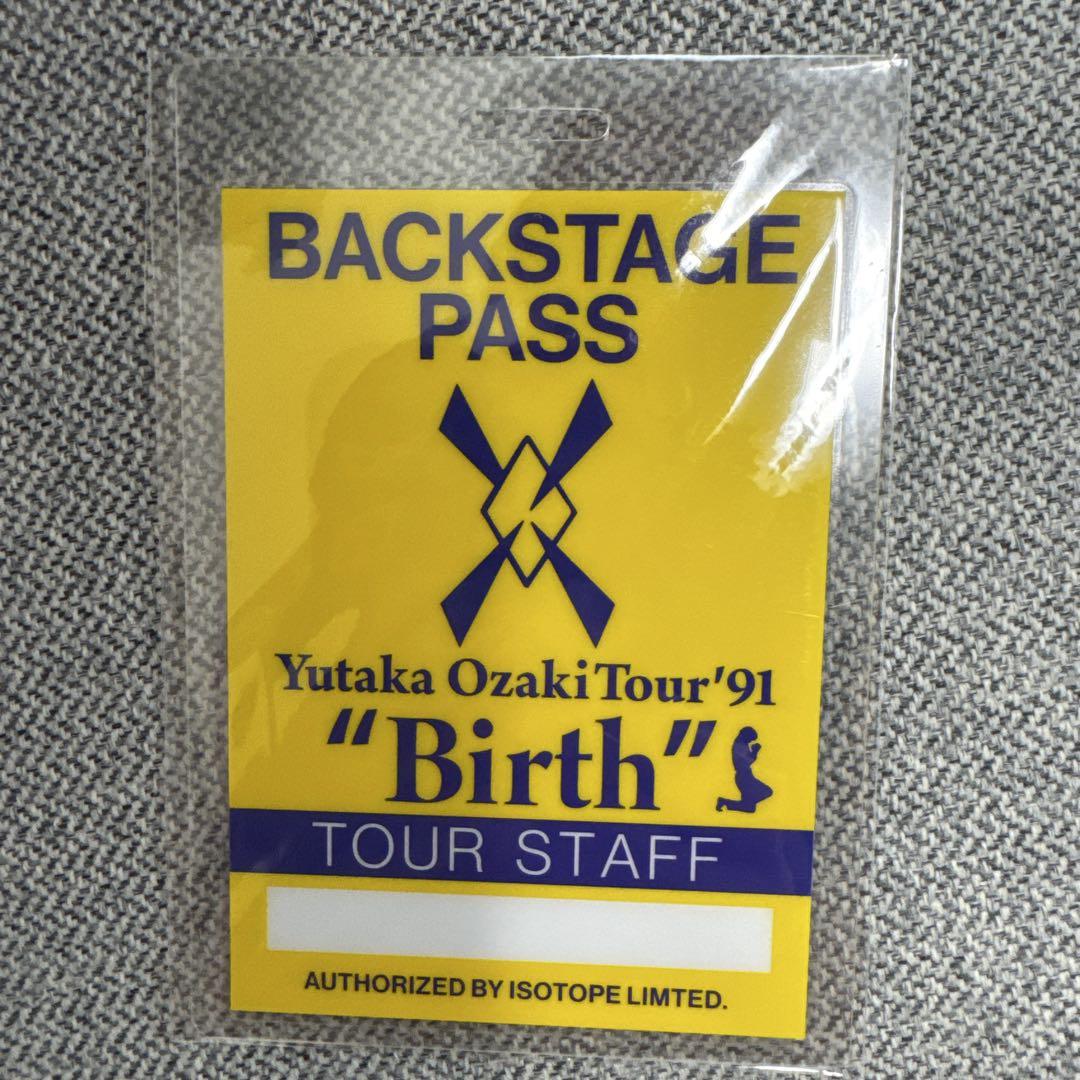 BACKSTAGE
PASS
Yutaka Ozaki Tour'91
"Birth"
TOUR STAFF
AUTHORIZED BY ISOTOPE LIMTED.